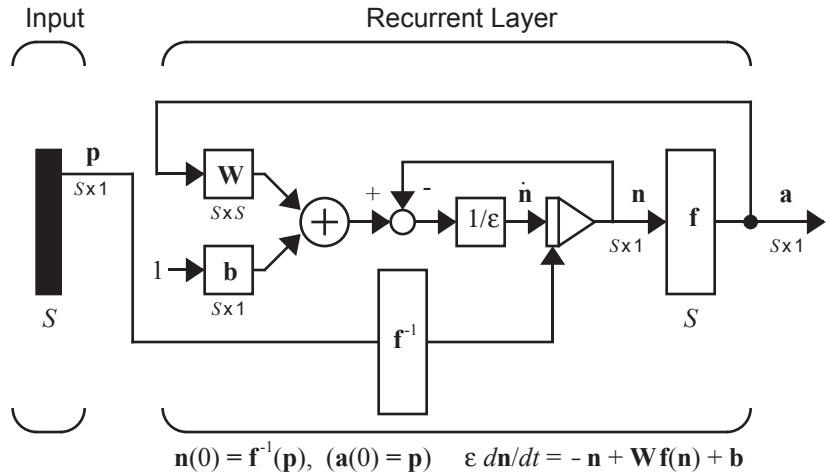 Input
Recurrent Layer
p
S x 1
W
S x S
+
-
ṅ
n
a
1/ε
f
S x 1
S x 1
1
b
S x 1
S
f⁻¹
S
n(0) = f⁻¹(p), (a(0) = p) ε dn/dt = - n + W f(n) + b